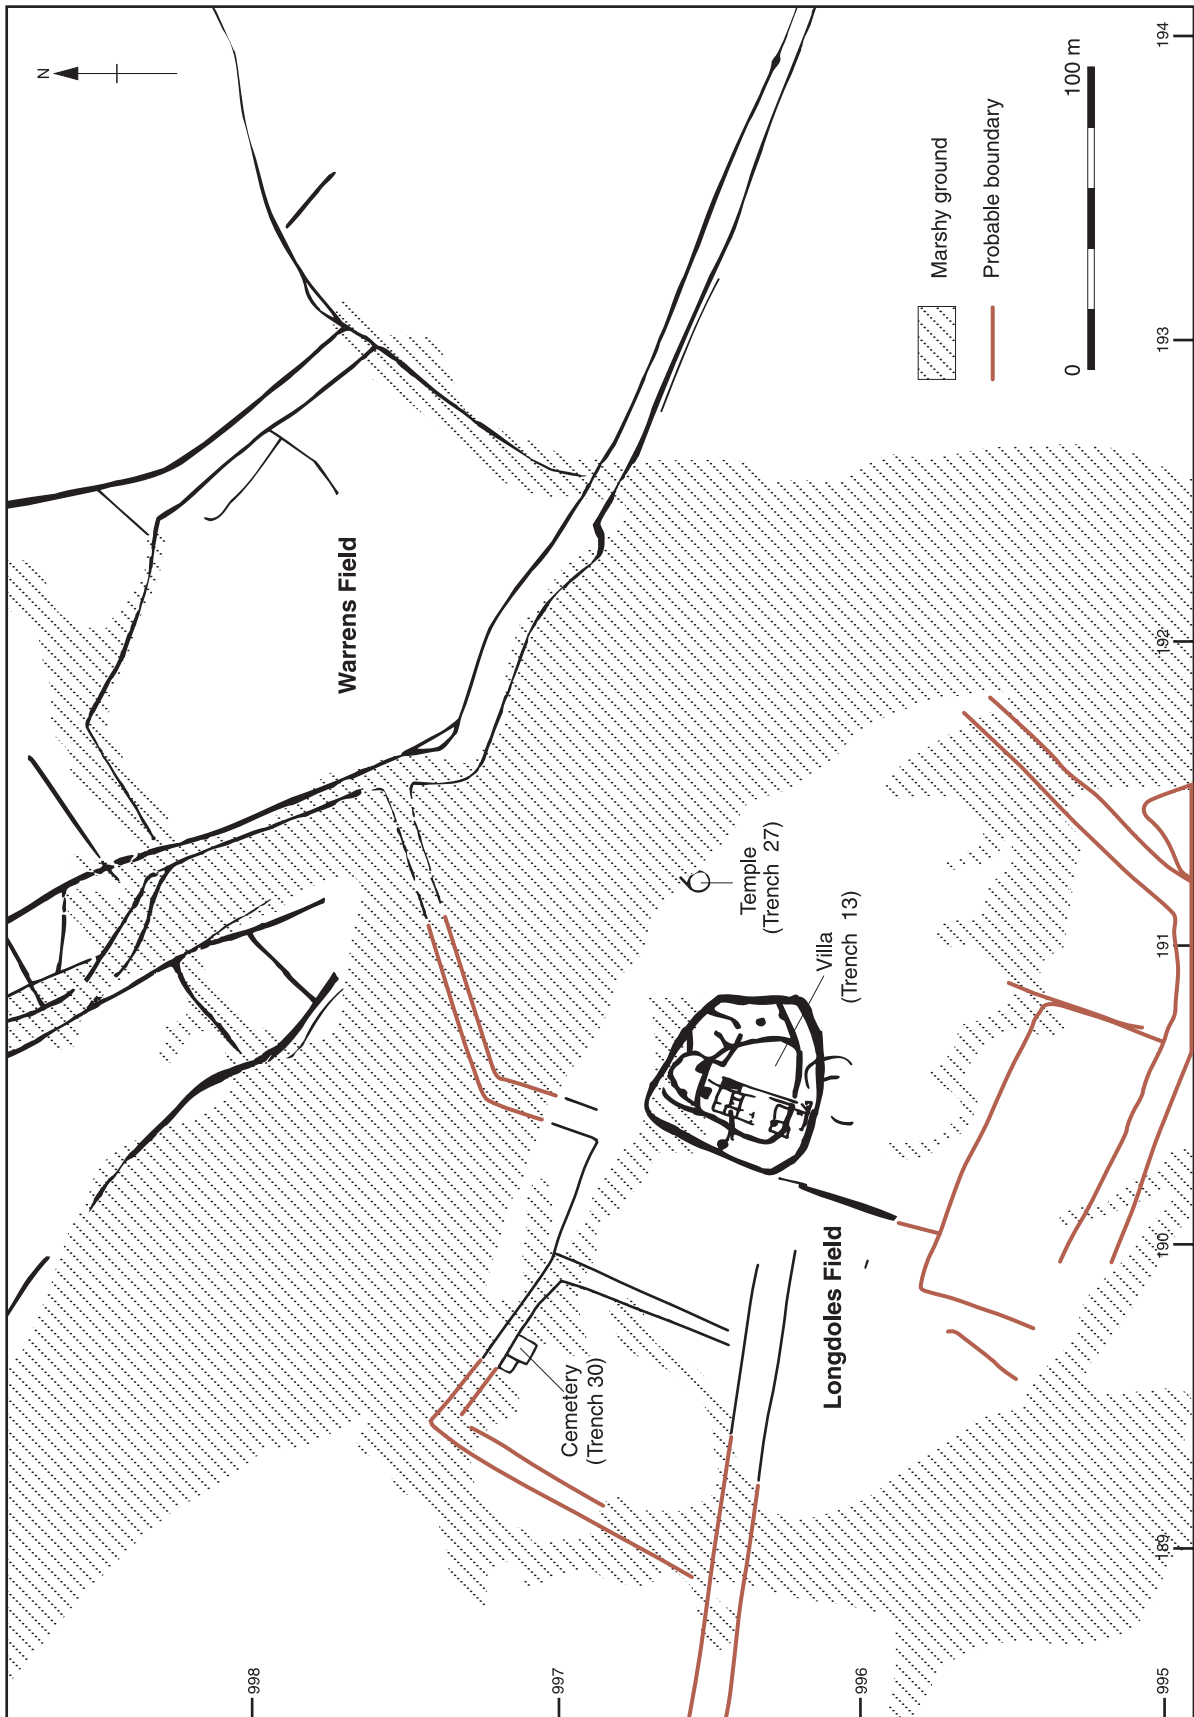 N
Warrens Field
Marshy ground
Probable boundary
0
100 m
Temple
(Trench 27)
Villa
(Trench 13)
Longdoles Field
Cemetery
(Trench 30)
998
997
996
995
189
190
191
192
193
194